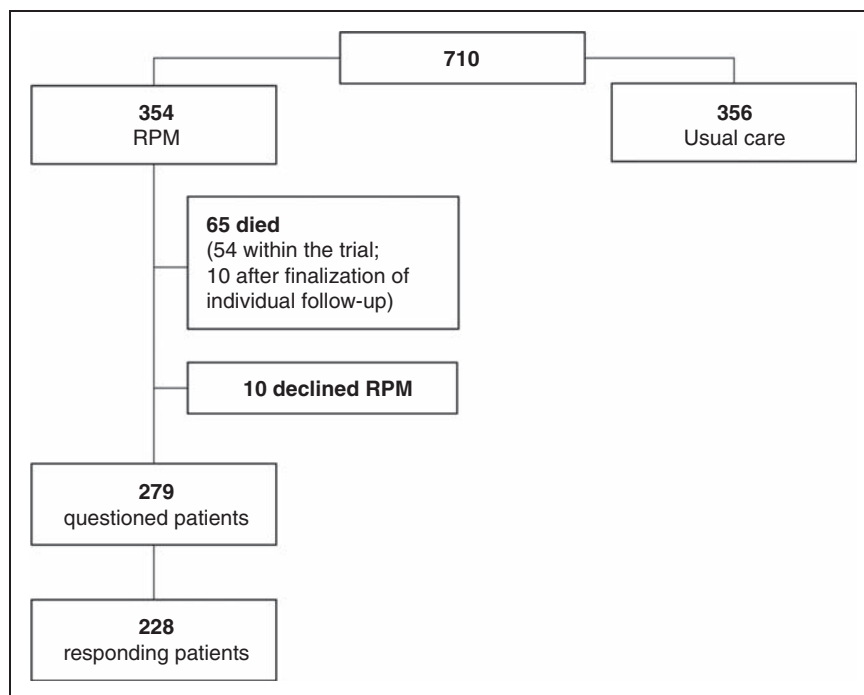 710
354
RPM
356
Usual care
65 died
(54 within the trial;
10 after finalization of
individual follow-up)
10 declined RPM
279
questioned patients
228
responding patients